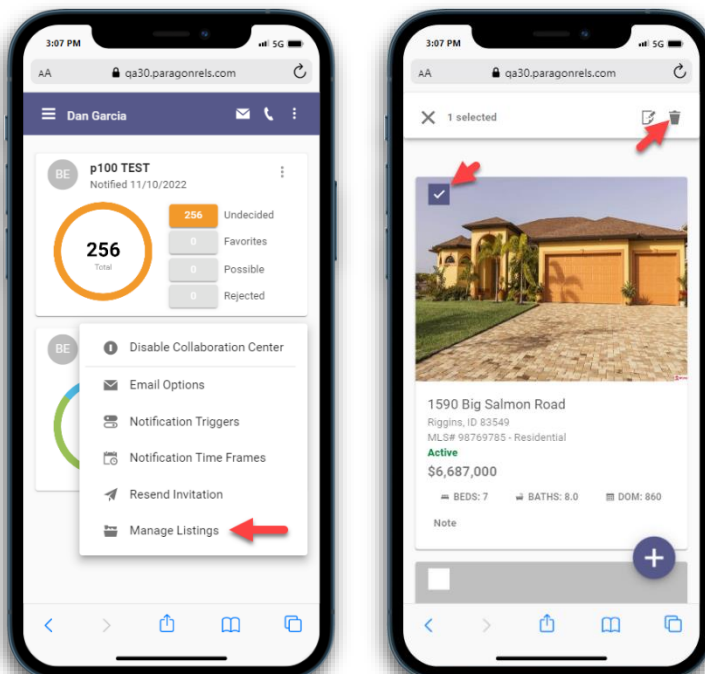 3:07 PM
5G
AA
qa30.paragonrels.com
Dan Garcia
BE
p100 TEST
Notified 11/10/2022
256
Total
256 Undecided
0 Favorites
0 Possible
0 Rejected
BE
Disable Collaboration Center
Email Options
Notification Triggers
Notification Time Frames
Resend Invitation
Manage Listings
3:07 PM
5G
AA
qa30.paragonrels.com
1 selected
1590 Big Salmon Road
Riggins, ID 83549
MLS# 98769785 - Residential
Active
$6,687,000
BEDS: 7 BATHS: 8.0 DOM: 860
Note